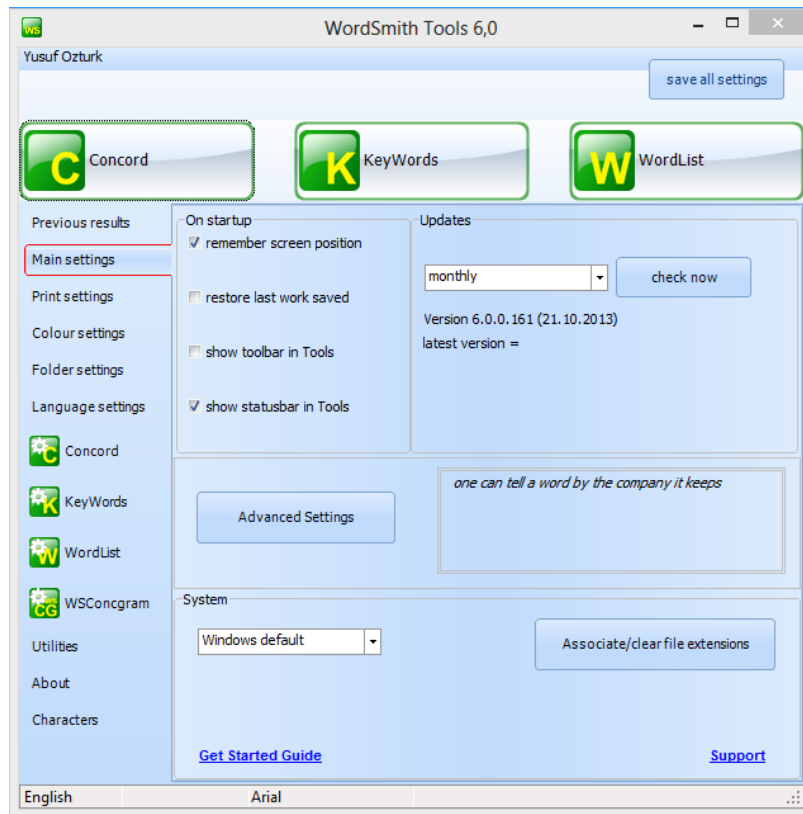 WS
WordSmith Tools 6,0
Yusuf Ozturk
save all settings
C Concord
K KeyWords
W WordList
Previous results
Main settings
Print settings
Colour settings
Folder settings
Language settings
C Concord
K KeyWords
W WordList
WS CG WSConcgram
Utilities
About
Characters
On startup
remember screen position
restore last work saved
show toolbar in Tools
show statusbar in Tools
Updates
monthly
check now
Version 6.0.0.161 (21.10.2013)
latest version =
Advanced Settings
one can tell a word by the company it keeps
System
Windows default
Associate/clear file extensions
Get Started Guide
Support
English
Arial